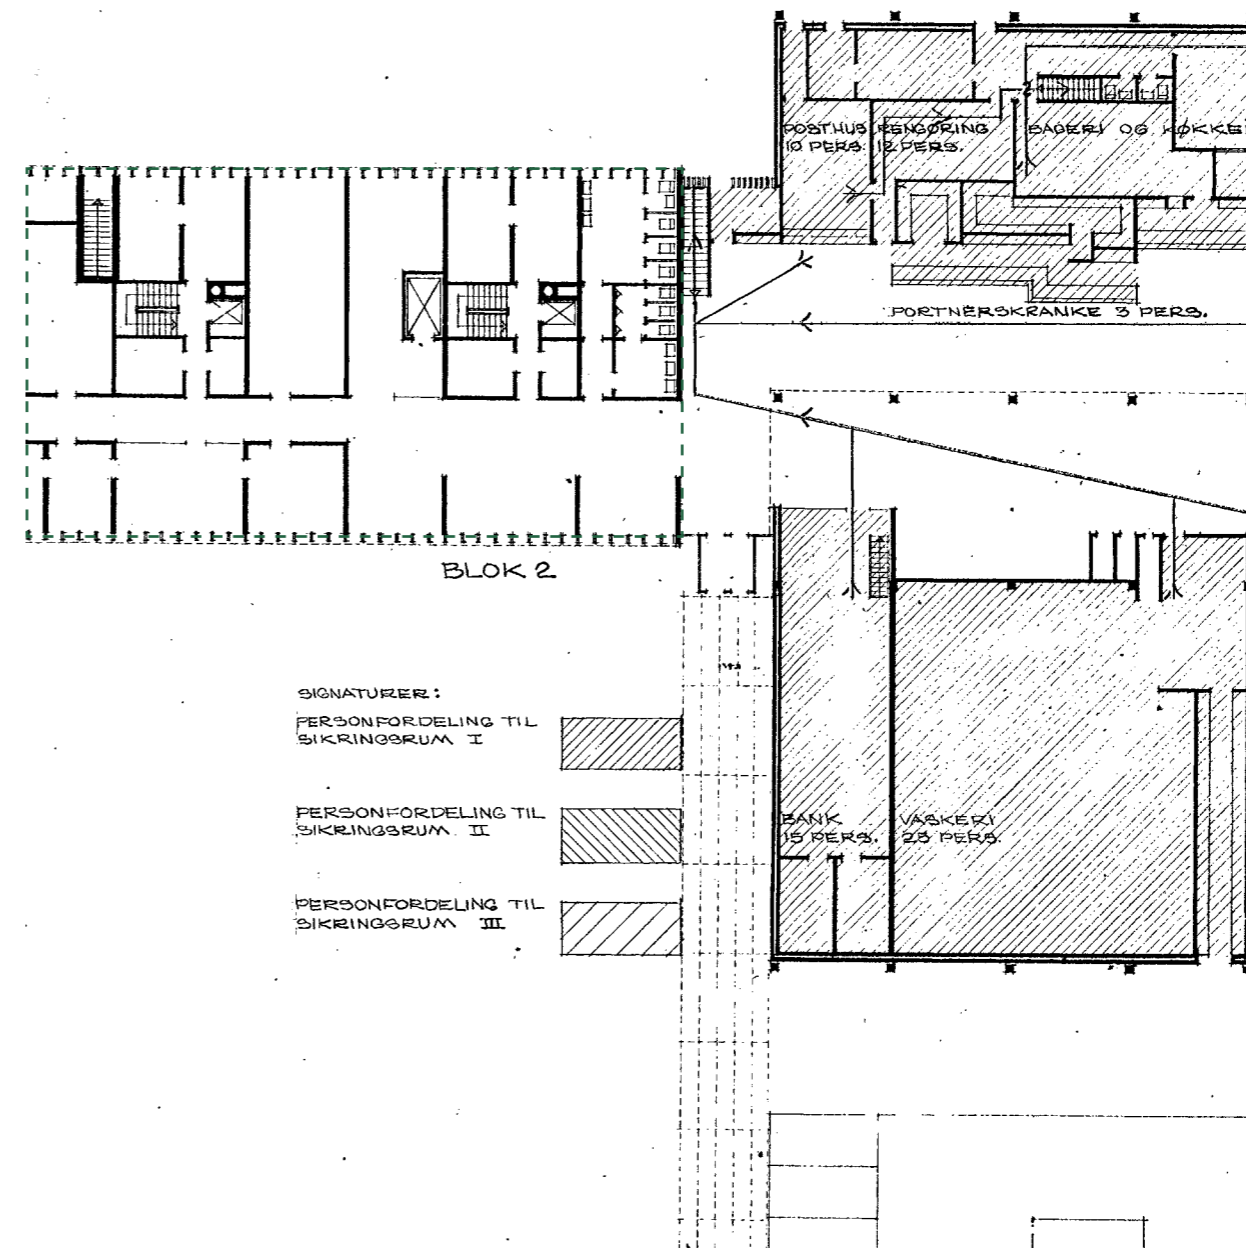 POSTHUS
10 PERS.
RENGØRING
12 PERS.
BAGERI OG KØKKE
PORTNERSKRANKE 3 PERS.
BLOK 2
SIGNATURER:
PERSONFORDELING TIL
SIKRINGSRUM I
PERSONFORDELING TIL
SIKRINGSRUM II
PERSONFORDELING TIL
SIKRINGSRUM III
BANK
15 PERS.
VASKERI
25 PERS.